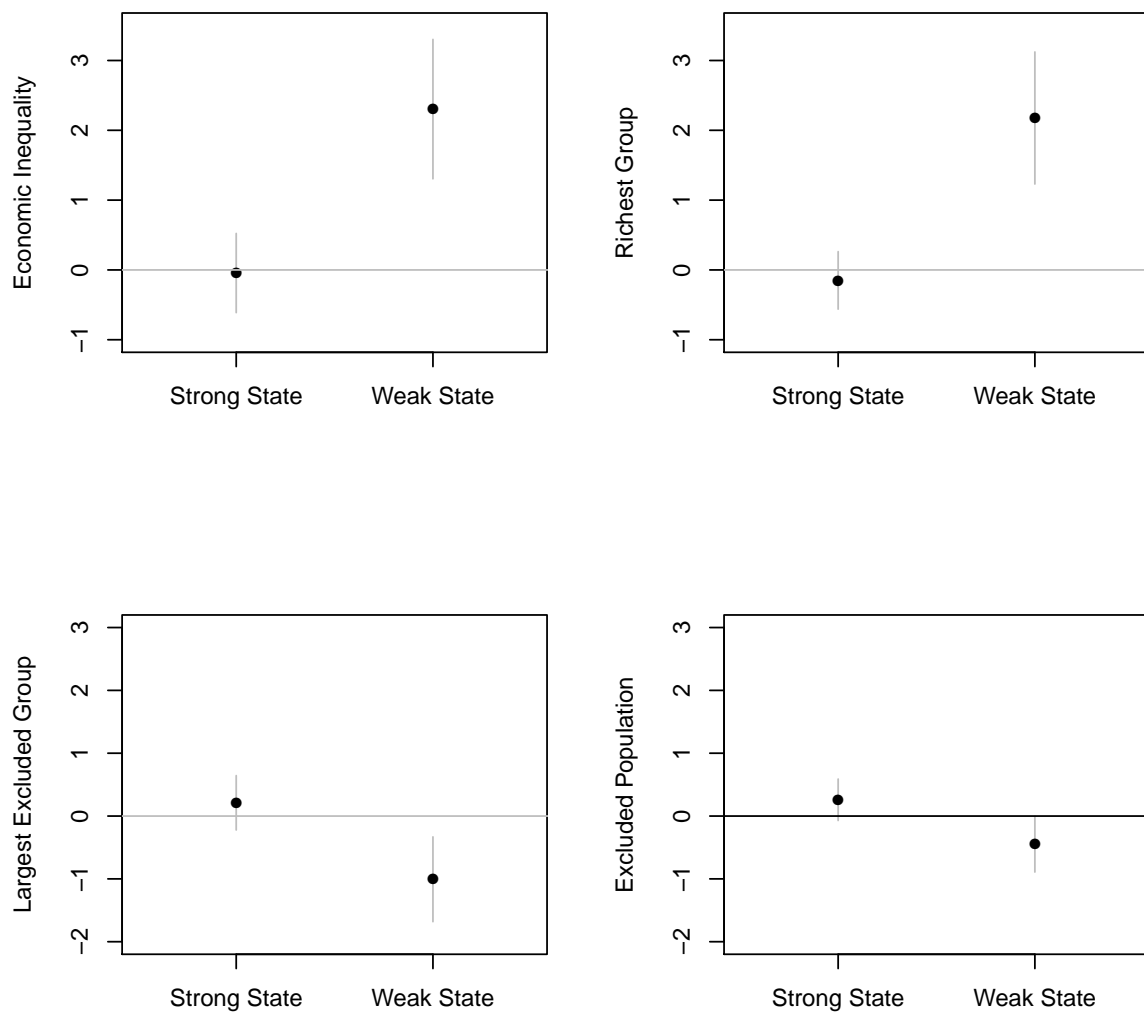 Economic Inequality
3
2
1
0
−1
Strong State Weak State
Richest Group
3
2
1
0
−1
Strong State Weak State
Largest Excluded Group
3
2
1
0
−1
−2
Strong State Weak State
Excluded Population
3
2
1
0
−1
−2
Strong State Weak State